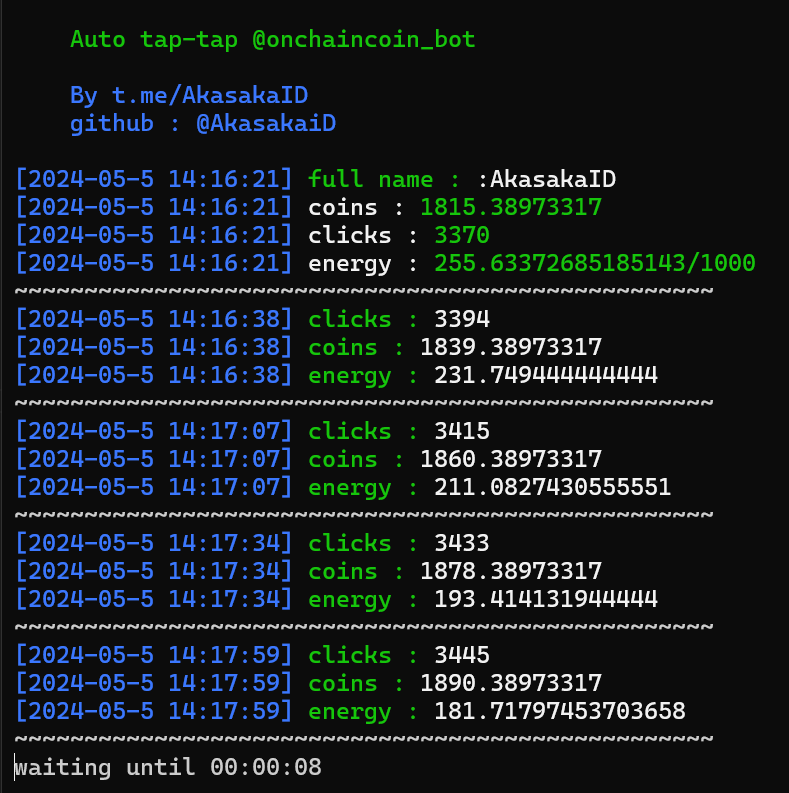 Auto tap-tap @onchaincoin_bot
By t.me/AkasakaID
github : @AkasakaiD
[2024-05-5 14:16:21] full name : :AkasakaID
[2024-05-5 14:16:21] coins : 1815.38973317
[2024-05-5 14:16:21] clicks : 3370
[2024-05-5 14:16:21] energy : 255.63372685185143/1000
~~~~~~~~~~~~~~~~~~~~~~~~~~~~~~~~~~~~~~~~~~~~~~~~~~
[2024-05-5 14:16:38] clicks : 3394
[2024-05-5 14:16:38] coins : 1839.38973317
[2024-05-5 14:16:38] energy : 231.749444444444
~~~~~~~~~~~~~~~~~~~~~~~~~~~~~~~~~~~~~~~~~~~~~~~~~~
[2024-05-5 14:17:07] clicks : 3415
[2024-05-5 14:17:07] coins : 1860.38973317
[2024-05-5 14:17:07] energy : 211.0827430555551
~~~~~~~~~~~~~~~~~~~~~~~~~~~~~~~~~~~~~~~~~~~~~~~~~~
[2024-05-5 14:17:34] clicks : 3433
[2024-05-5 14:17:34] coins : 1878.38973317
[2024-05-5 14:17:34] energy : 193.414131944444
~~~~~~~~~~~~~~~~~~~~~~~~~~~~~~~~~~~~~~~~~~~~~~~~~~
[2024-05-5 14:17:59] clicks : 3445
[2024-05-5 14:17:59] coins : 1890.38973317
[2024-05-5 14:17:59] energy : 181.71797453703658
~~~~~~~~~~~~~~~~~~~~~~~~~~~~~~~~~~~~~~~~~~~~~~~~~~
waiting until 00:00:08